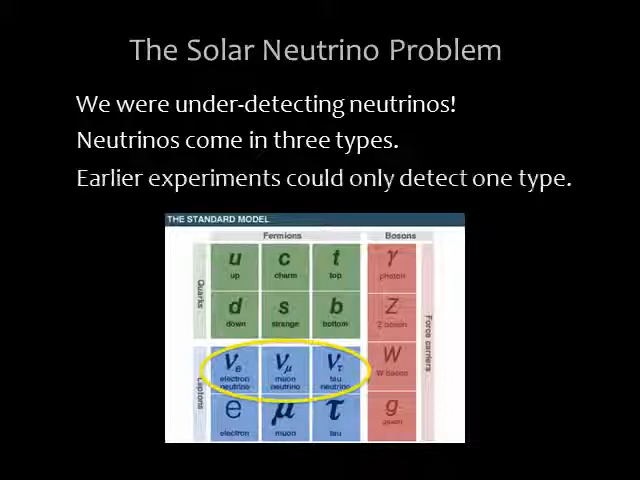 The Solar Neutrino Problem
We were under-detecting neutrinos!
Neutrinos come in three types.
Earlier experiments could only detect one type.
THE STANDARD MODEL
Fermions Bosons
Quarks
u c t γ
up charm top photon
d s b Z
down strange bottom Z boson
Force carriers
Leptons
νe νμ ντ W
electron neutrino muon neutrino tau neutrino W boson
e μ τ g
electron muon tau gluon